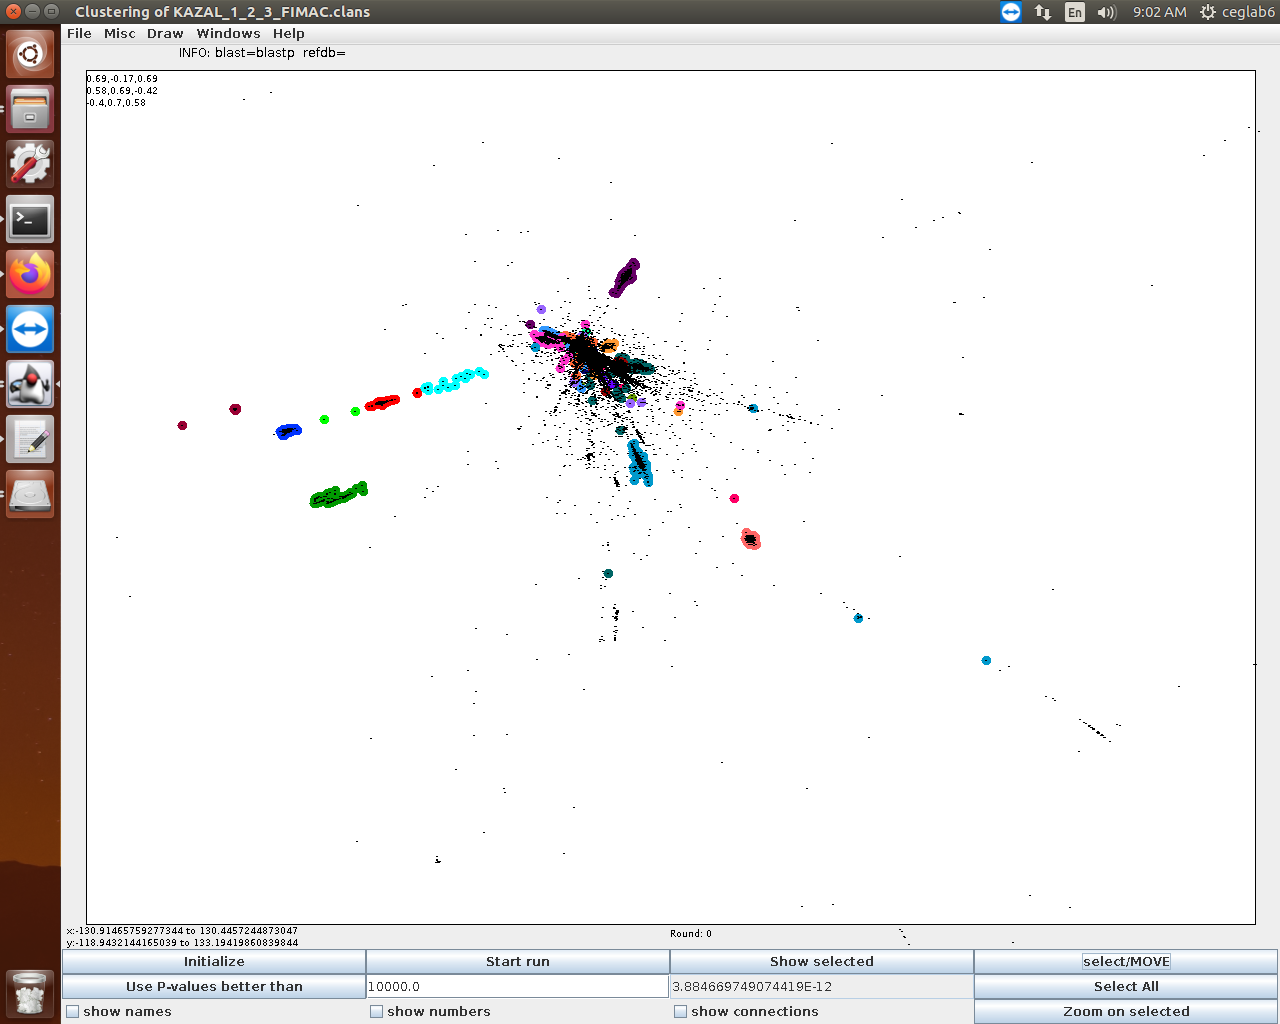 Clustering of KAZAL_1_2_3_FIMAC.clans
En
9:02 AM
ceglab6
File Misc Draw Windows Help
INFO: blast=blastp refdb=
0.69,-0.17,0.69
0.58,0.69,-0.42
-0.4,0.7,0.58
x:-130.91465759277344 to 130.4457244873047
y:-118.9432144165039 to 133.19419860839844
Round: 0
Initialize
Start run
Show selected
select/MOVE
Use P-values better than
10000.0
3.884669749074419E-12
Select All
show names
show numbers
show connections
Zoom on selected